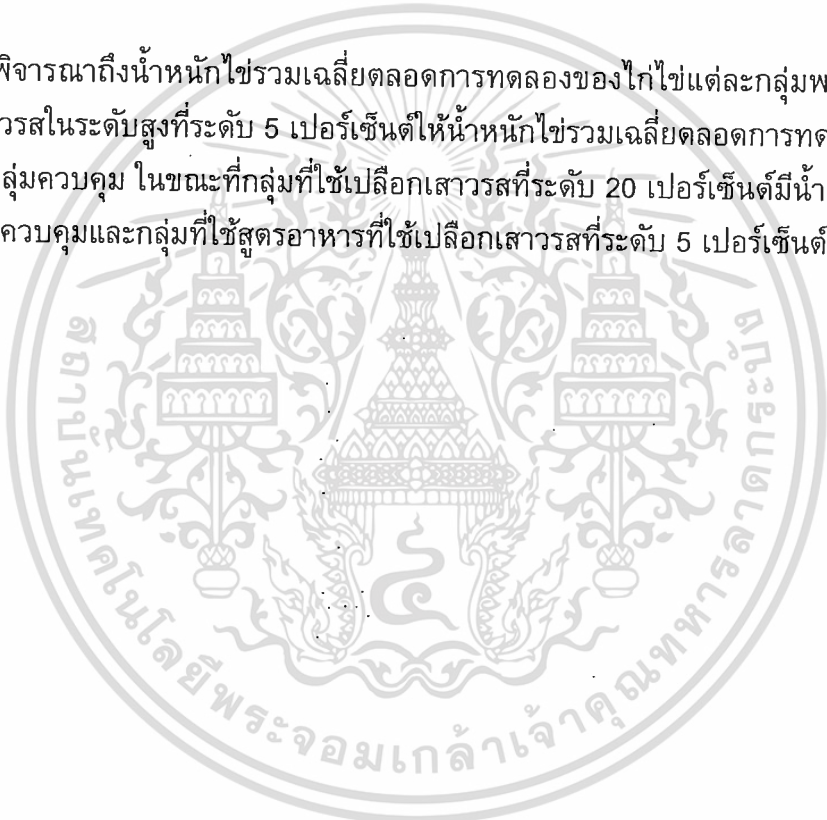 พิจารณาถึงน้ำหนักไข่รวมเฉลี่ยตลอดการทดลองของไก่ไข่แต่ละกลุ่มพ
วรสในระดับสูงที่ระดับ 5 เปอร์เซ็นต์ให้น้ำหนักไข่รวมเฉลี่ยตลอดการทด
ลุ่มควบคุม ในขณะที่กลุ่มที่ใช้เปลือกเสาวรสที่ระดับ 20 เปอร์เซ็นต์มีน้ำ
ควบคุมและกลุ่มที่ใช้สูตรอาหารที่ใช้เปลือกเสาวรสที่ระดับ 5 เปอร์เซ็นต์
สถาบันเทคโนโลยีพระจอมเกล้าเจ้าคุณทหารลาดกระบัง